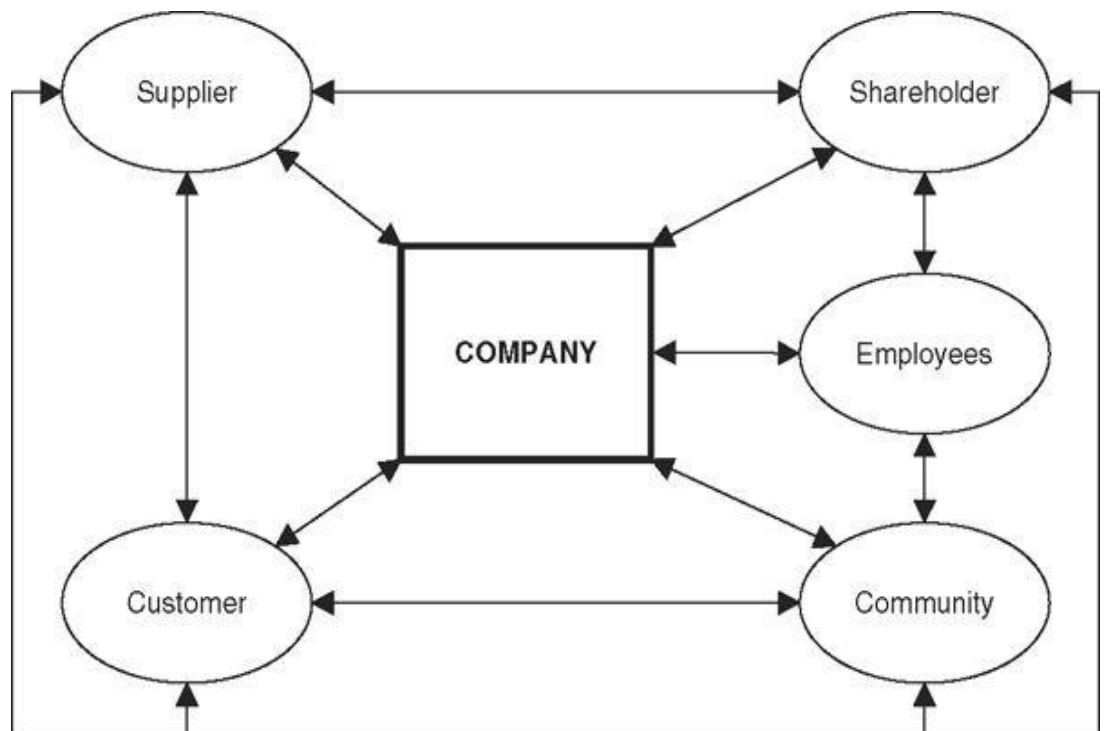 Supplier
Shareholder
COMPANY
Employees
Customer
Community